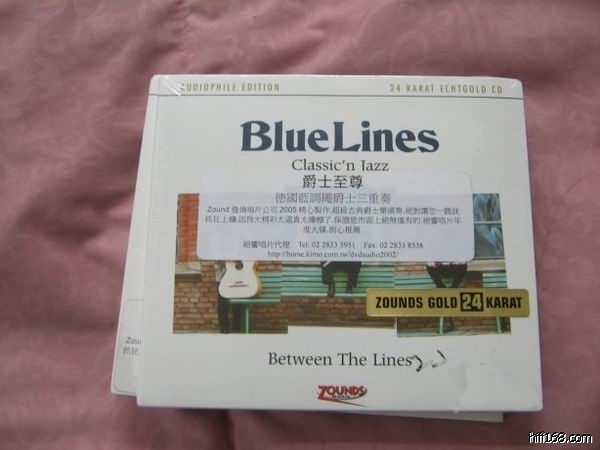 AUDIOPHILE EDITION
24 KARAT ECHTGOLD CD
BlueLines
Classic'n Jazz
爵士至尊
德國藍調繩爵士三重奏
Zound 發燒唱片公司 2005 精心製作.超級古典爵士樂演奏.絕對讓您一聽就
抓狂上癮.因為太精彩太逼真太爆棚了.保證是市面上絕無僅有的.絕響唱片年
度大碟.剖心推薦.
絕響唱片代理 Tel: 02 2833 5951 Fax: 02 2833 8538
http://home.kimo.com.tw/dvdaudio2002/
ZOUNDS GOLD 24 KARAT
Between The Lines
ZOUNDS
Zoun
抓狂
hifi168.com